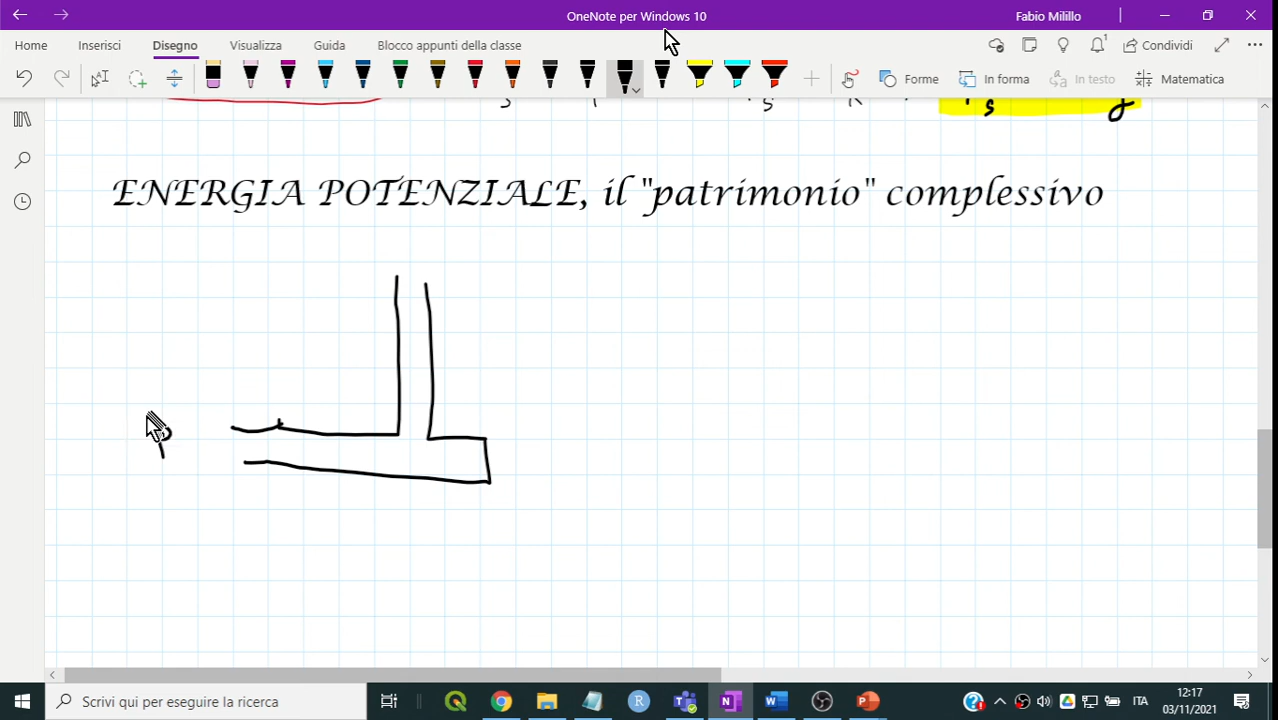 OneNote per Windows 10
Fabio Milillo
Home Inserisci Disegno Visualizza Guida Blocco appunti della classe Condividi
Forme In forma In testo Matematica
s
s
ENERGIA POTENZIALE, il "patrimonio" complessivo
Scrivi qui per eseguire la ricerca
ITA
12:17
03/11/2021